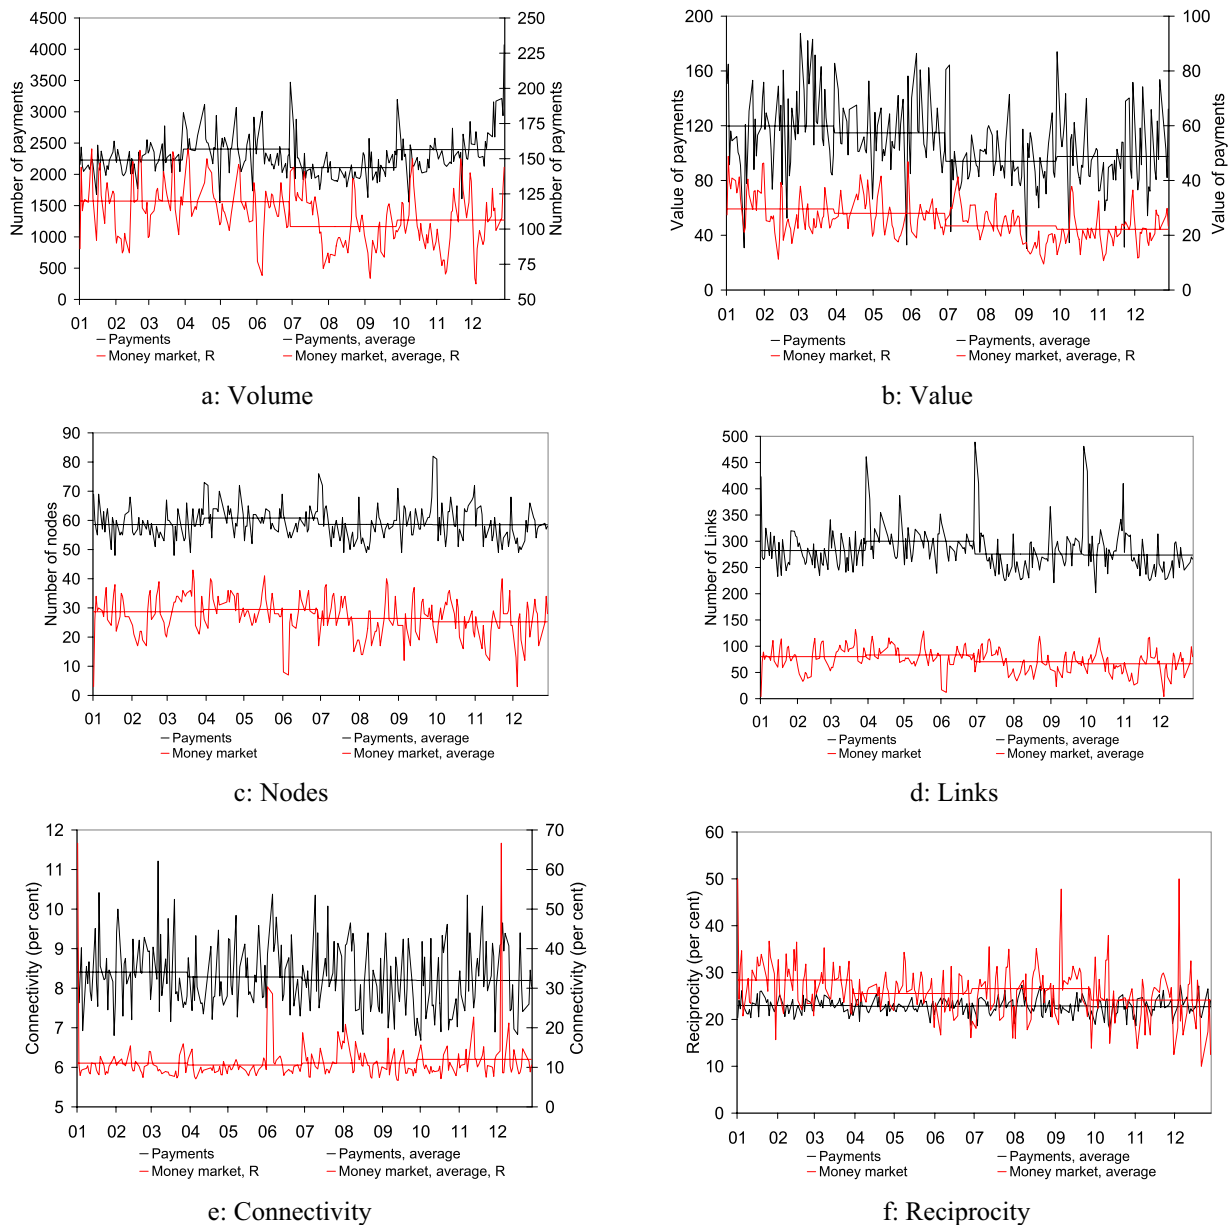 4500
4000
3500
3000
2500
2000
1500
1000
500
0
Number of payments
250
225
200
175
150
125
100
75
50
Number of payments
01 02 03 04 05 06 07 08 09 10 11 12
Payments
Payments, average
Money market, R
Money market, average, R
a: Volume
200
160
120
80
40
0
Value of payments
100
80
60
40
20
0
Value of payments
01 02 03 04 05 06 07 08 09 10 11 12
Payments
Payments, average
Money market, R
Money market, average, R
b: Value
90
80
70
60
50
40
30
20
10
0
Number of nodes
01 02 03 04 05 06 07 08 09 10 11 12
Payments
Payments, average
Money market
Money market, average
c: Nodes
500
450
400
350
300
250
200
150
100
50
0
Number of Links
01 02 03 04 05 06 07 08 09 10 11 12
Payments
Payments, average
Money market
Money market, average
d: Links
12
11
10
9
8
7
6
5
Connectivity (per cent)
70
60
50
40
30
20
10
0
Connectivity (per cent)
01 02 03 04 05 06 07 08 09 10 11 12
Payments
Payments, average
Money market, R
Money market, average, R
e: Connectivity
60
50
40
30
20
10
0
Reciprocity (per cent)
01 02 03 04 05 06 07 08 09 10 11 12
Payments
Payments, average
Money market
Money market, average
f: Reciprocity